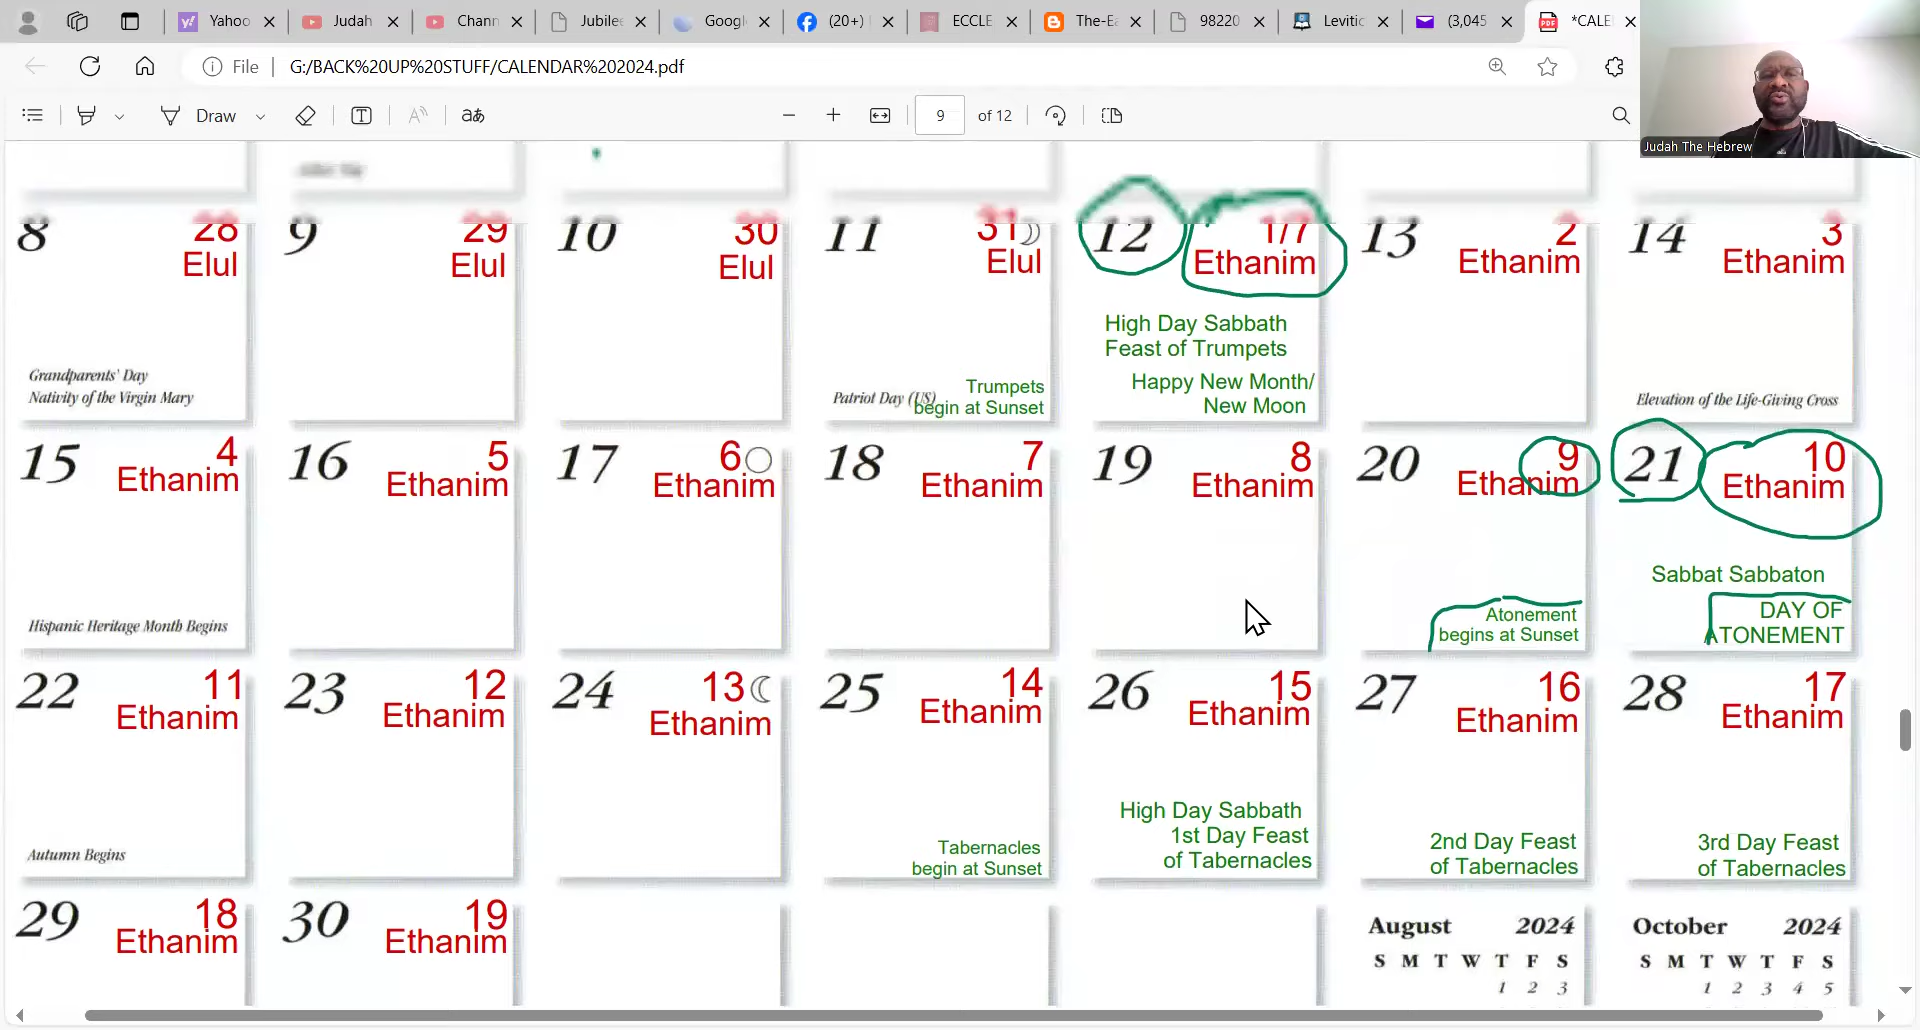 Yahoo
Judah
Chann
Jubile
Googl
(20+)
ECCLE
The-Ea
98220
Levitic
(3,045
*CALE
File
G:/BACK%20UP%20STUFF/CALENDAR%202024.pdf
Draw
9 of 12
Judah The Hebrew
8 28 Elul
Grandparents' Day
Nativity of the Virgin Mary
9 29 Elul
10 30 Elul
11 31 Elul
Patriot Day (US)
Trumpets
begin at Sunset
12 1/7 Ethanim
High Day Sabbath
Feast of Trumpets
Happy New Month/
New Moon
13 2 Ethanim
14 3 Ethanim
Elevation of the Life-Giving Cross
15 4 Ethanim
Hispanic Heritage Month Begins
16 5 Ethanim
17 6 Ethanim
18 7 Ethanim
19 8 Ethanim
20 9 Ethanim
Atonement
begins at Sunset
21 10 Ethanim
Sabbat Sabbaton
DAY OF
ATONEMENT
22 11 Ethanim
Autumn Begins
23 12 Ethanim
24 13 Ethanim
25 14 Ethanim
Tabernacles
begin at Sunset
26 15 Ethanim
High Day Sabbath
1st Day Feast
of Tabernacles
27 16 Ethanim
2nd Day Feast
of Tabernacles
28 17 Ethanim
3rd Day Feast
of Tabernacles
29 18 Ethanim
30 19 Ethanim
August 2024
S M T W T F S
1 2 3
October 2024
S M T W T F S
1 2 3 4 5